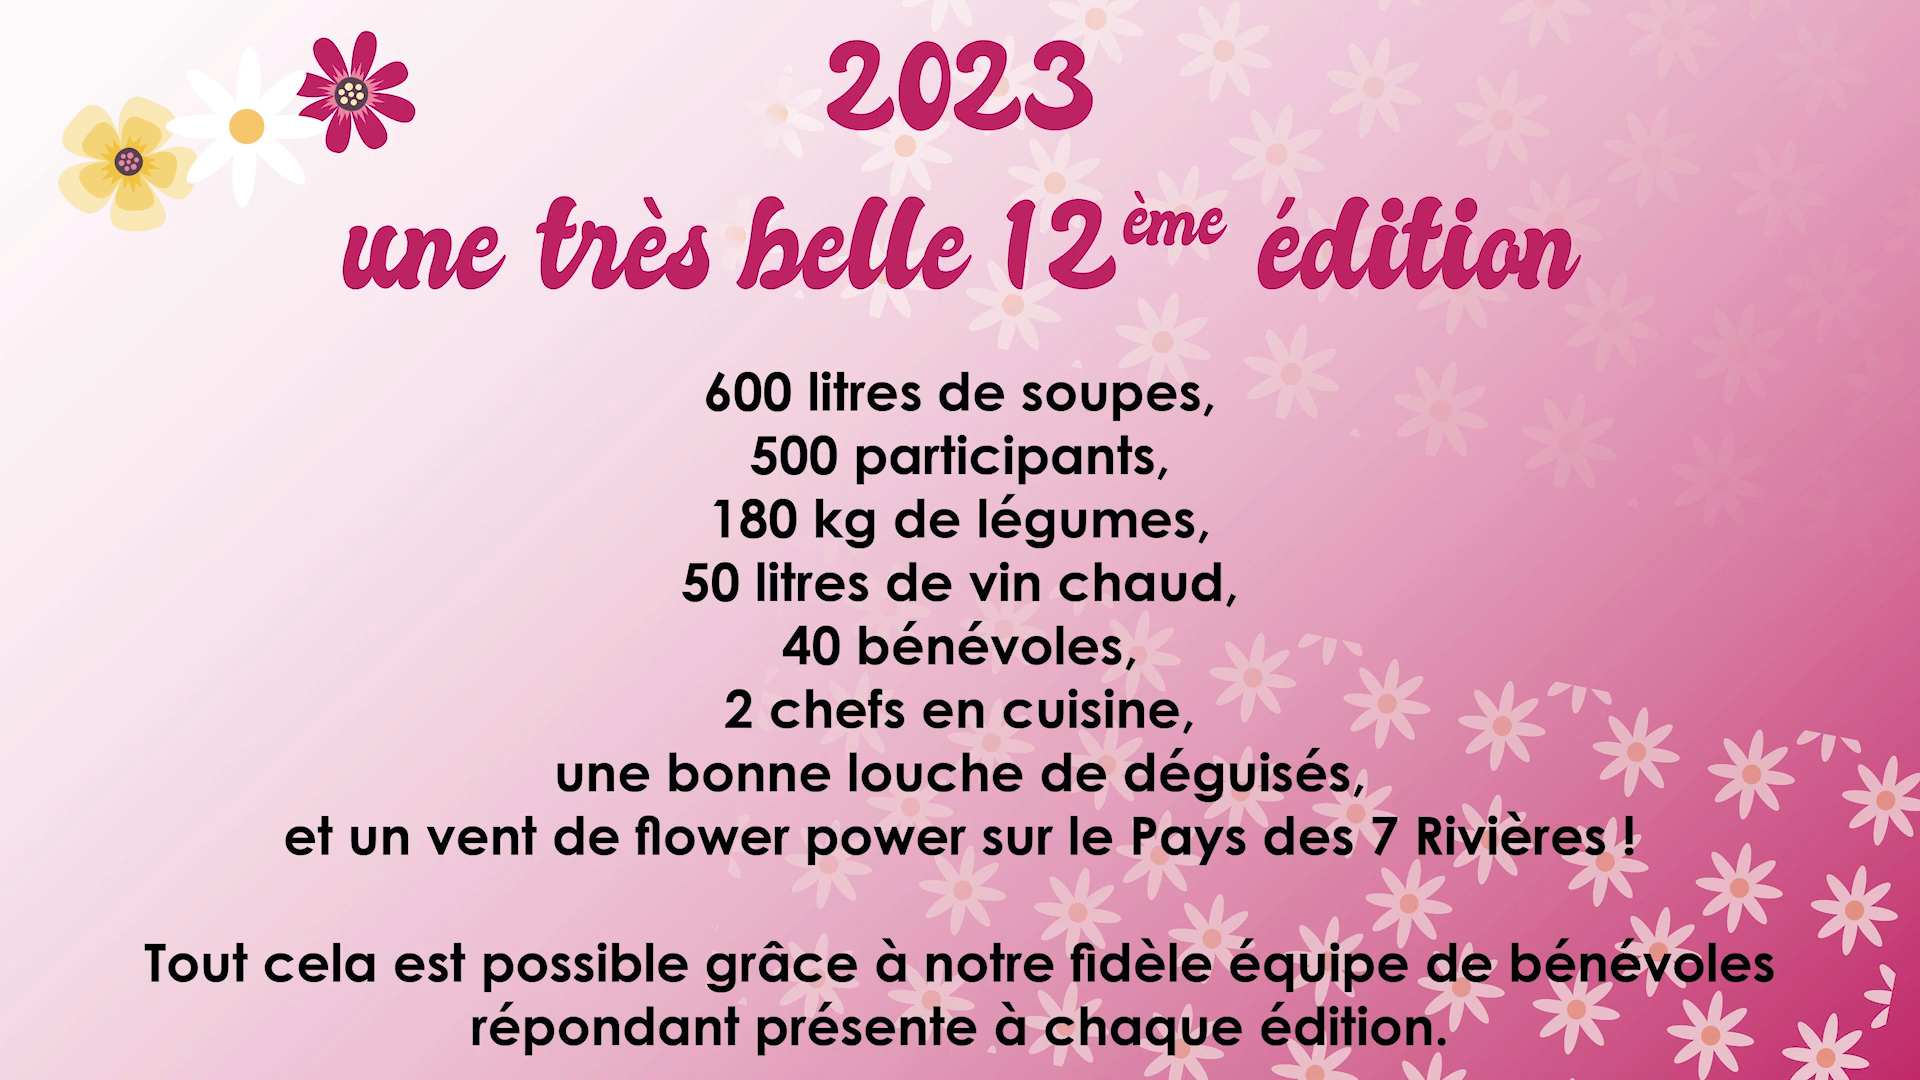 2023
une très belle 12ème édition
600 litres de soupes,
500 participants,
180 kg de légumes,
50 litres de vin chaud,
40 bénévoles,
2 chefs en cuisine,
une bonne louche de déguisés,
et un vent de flower power sur le Pays des 7 Rivières !
Tout cela est possible grâce à notre fidèle équipe de bénévoles
répondant présente à chaque édition.